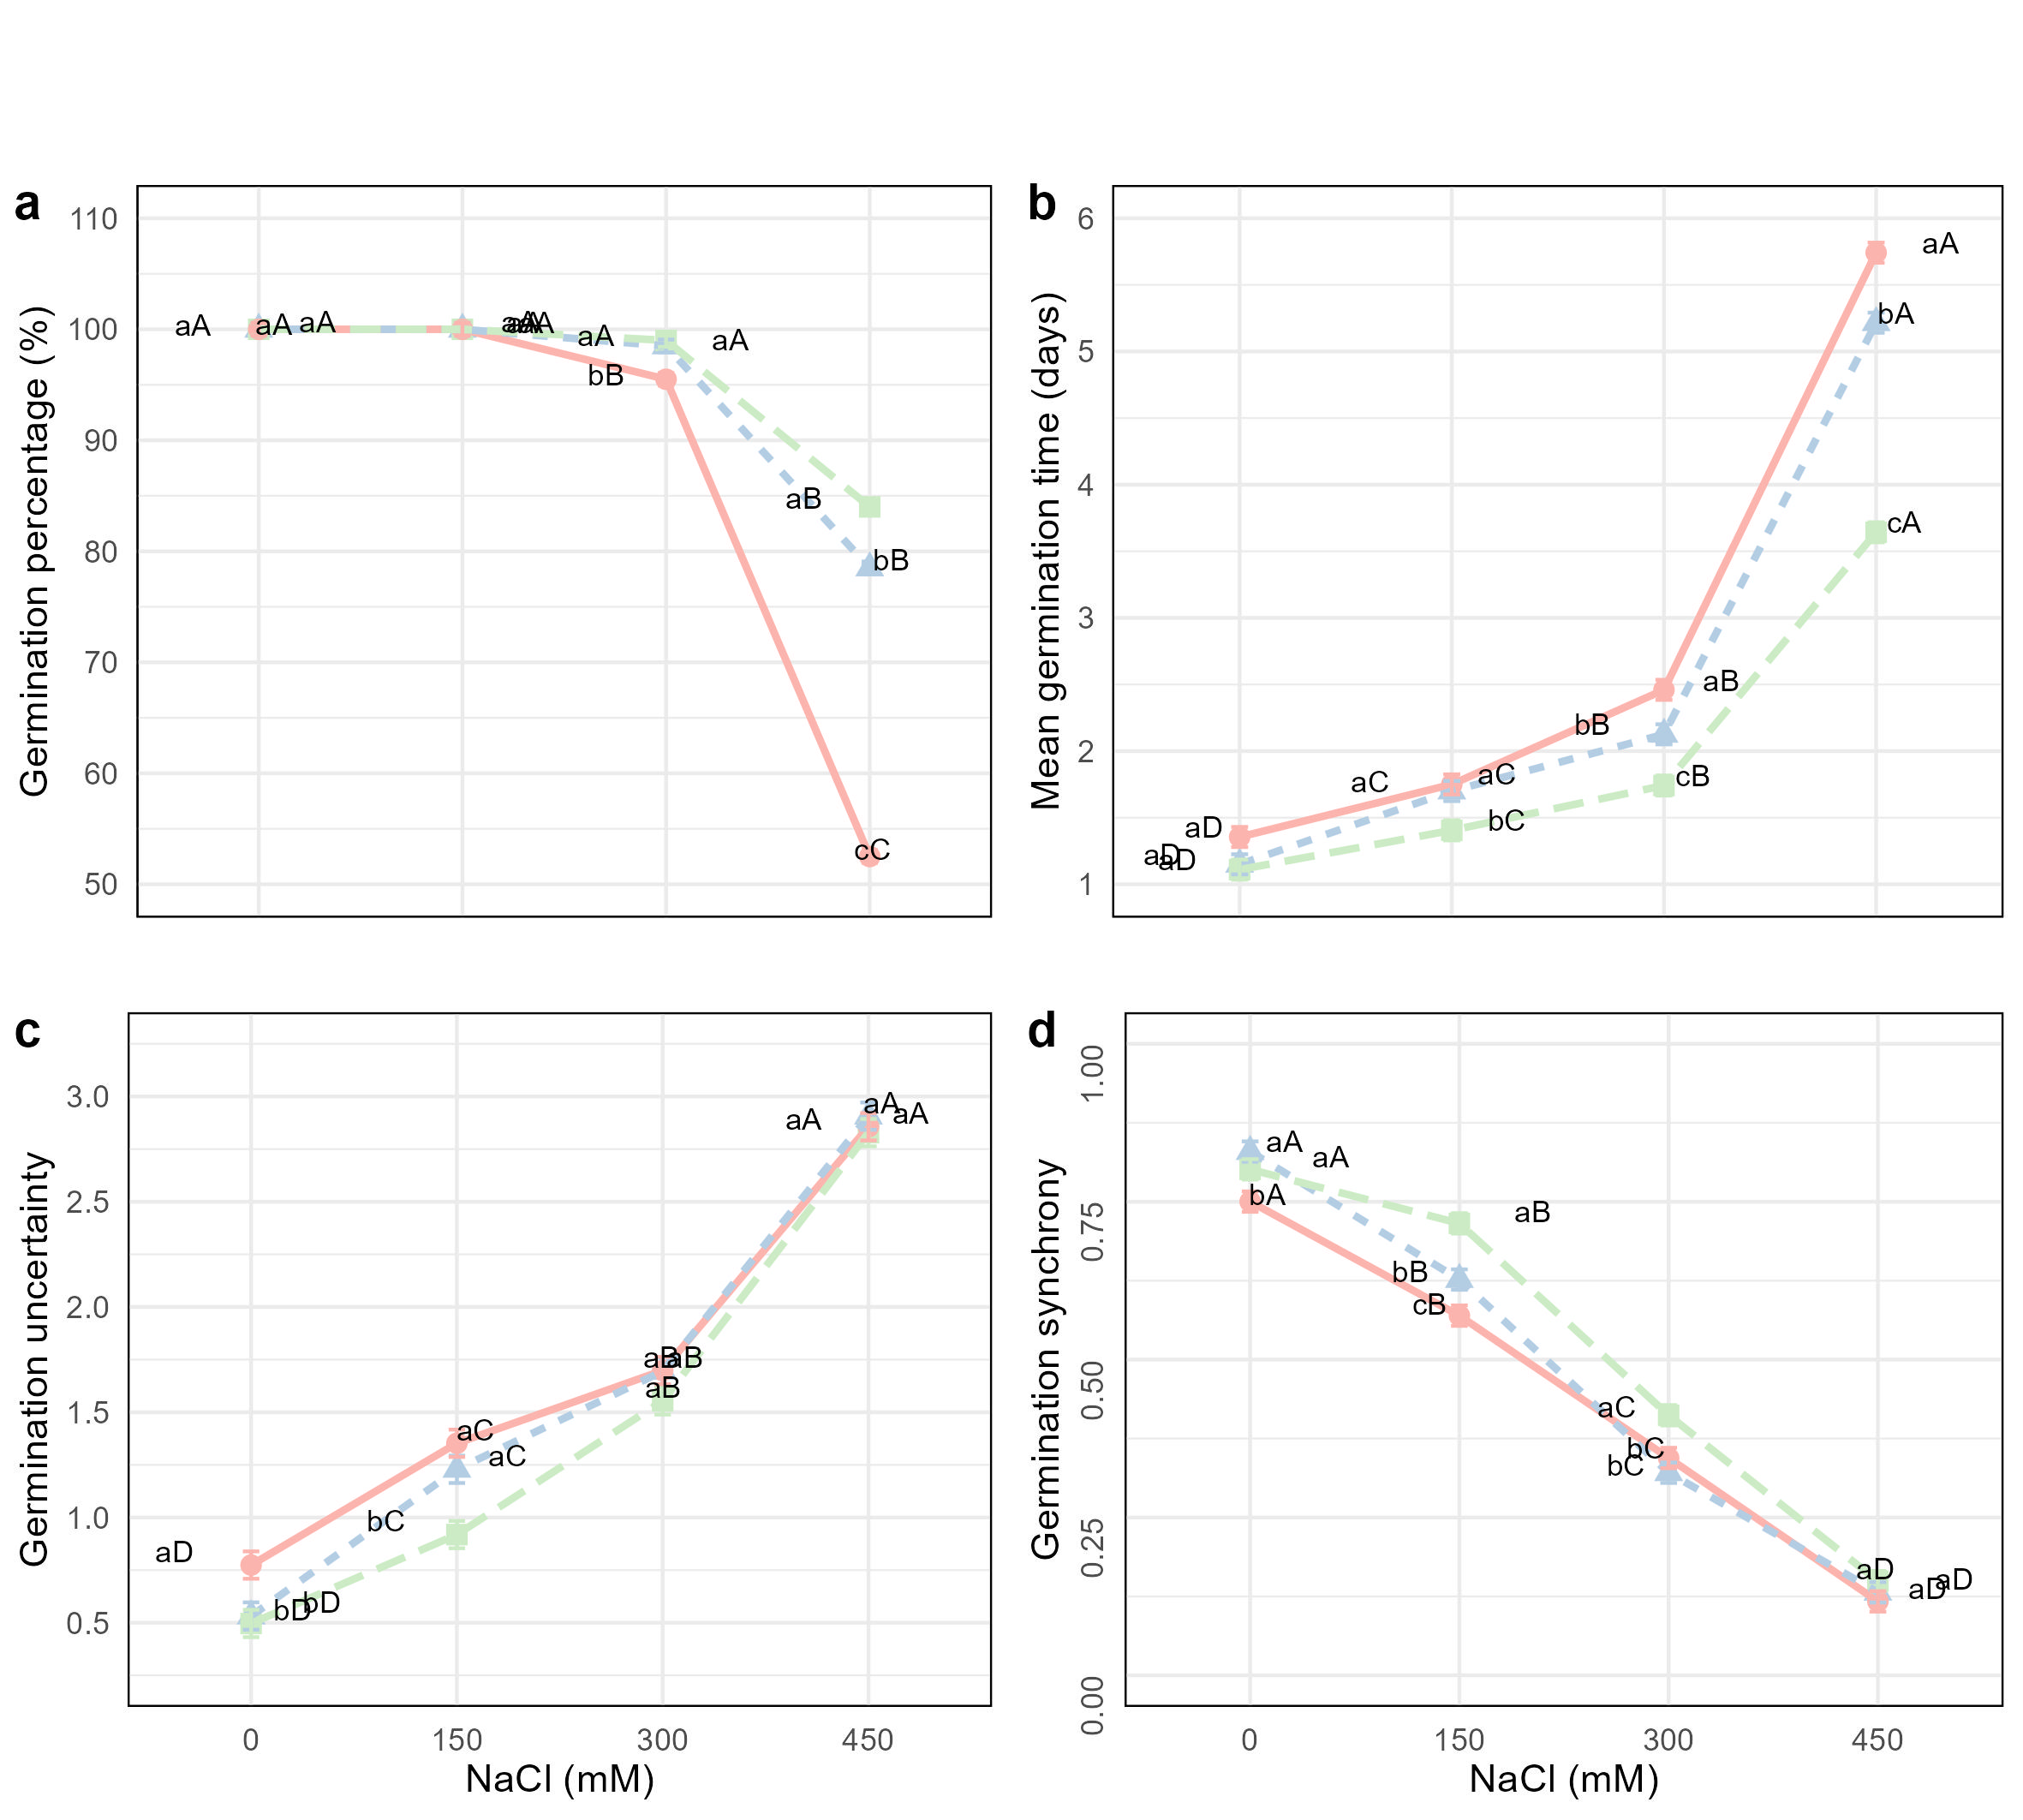 a
Germination percentage (%)
110
100
90
80
70
60
50
aA
aA
aA
aA
aA
aA
aA
aA
bB
aB
bB
cC
b
Mean germination time (days)
6
5
4
3
2
1
aA
bA
cA
aB
bB
cB
aC
aC
bC
aD
aD
aD
c
Germination uncertainty
3.0
2.5
2.0
1.5
1.0
0.5
aA
aA
aA
aB
aB
aB
aC
aC
bC
aD
bD
bD
0
150
300
450
NaCl (mM)
d
Germination synchrony
1.00
0.75
0.50
0.25
0.00
aA
aA
bA
aB
bB
cB
aC
bC
bC
aD
aD
aD
0
150
300
450
NaCl (mM)